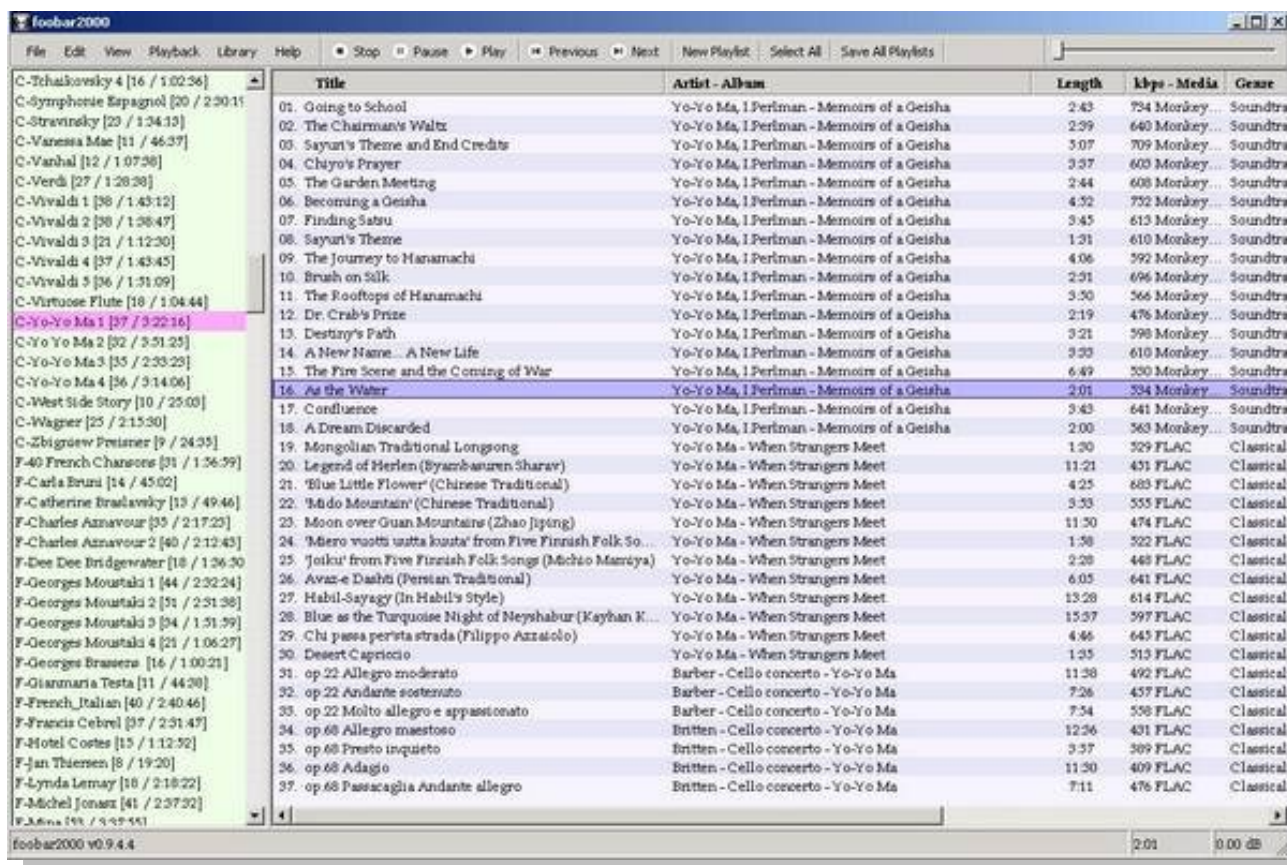 foobar2000
File Edit View Playback Library Help Stop Pause Play Previous Next New Playlist Select All Save All Playlists
C-Tchaikovsky 4 [16 / 1:02:36]
C-Symphonie Espagnol [20 / 2:30:19
C-Stravinsky [23 / 1:34:13]
C-Vanessa Mae [11 / 46:37]
C-Vanhal [12 / 1:07:38]
C-Verdi [27 / 1:28:38]
C-Vivaldi 1 [38 / 1:43:12]
C-Vivaldi 2 [38 / 1:38:47]
C-Vivaldi 3 [21 / 1:12:30]
C-Vivaldi 4 [37 / 1:43:45]
C-Vivaldi 5 [36 / 1:51:09]
C-Virtuose Flute [18 / 1:04:44]
C-Yo-Yo Ma 1 [37 / 3:22:16]
C-Yo Yo Ma 2 [32 / 3:51:25]
C-Yo-Yo Ma 3 [35 / 2:33:23]
C-Yo-Yo Ma 4 [36 / 3:14:06]
C-West Side Story [10 / 25:03]
C-Wagner [25 / 2:15:30]
C-Zbigniew Preisner [9 / 24:35]
F-40 French Chansons [31 / 1:56:59]
F-Carla Bruni [14 / 45:02]
F-Catherine Braslavsky [13 / 49:46]
F-Charles Aznavour [35 / 2:17:23]
F-Charles Aznavour 2 [40 / 2:12:43]
F-Dee Dee Bridgewater [18 / 1:36:30
F-Georges Moustaki 1 [44 / 2:32:24]
F-Georges Moustaki 2 [51 / 2:31:38]
F-Georges Moustaki 3 [34 / 1:51:59]
F-Georges Moustaki 4 [21 / 1:06:27]
F-Georges Brassens [16 / 1:00:21]
F-Gianmaria Testa [11 / 44:38]
F-French_Italian [40 / 2:40:46]
F-Francis Cebrel [37 / 2:31:47]
F-Hotel Costes [15 / 1:12:52]
F-Jan Thiersen [8 / 19:20]
F-Lynda Lemay [18 / 2:18:22]
F-Michel Jonasz [41 / 2:37:32]
Title Artist - Album Length kbps - Media Genre
01. Going to School Yo-Yo Ma, I.Perlman - Memoirs of a Geisha 2:43 734 Monkey... Soundtra
02. The Chairman's Waltz Yo-Yo Ma, I.Perlman - Memoirs of a Geisha 2:39 640 Monkey... Soundtra
03. Sayuri's Theme and End Credits Yo-Yo Ma, I.Perlman - Memoirs of a Geisha 5:07 709 Monkey... Soundtra
04. Chiyo's Prayer Yo-Yo Ma, I.Perlman - Memoirs of a Geisha 3:37 603 Monkey... Soundtra
05. The Garden Meeting Yo-Yo Ma, I.Perlman - Memoirs of a Geisha 2:44 608 Monkey... Soundtra
06. Becoming a Geisha Yo-Yo Ma, I.Perlman - Memoirs of a Geisha 4:32 732 Monkey... Soundtra
07. Finding Satsu Yo-Yo Ma, I.Perlman - Memoirs of a Geisha 3:45 613 Monkey... Soundtra
08. Sayuri's Theme Yo-Yo Ma, I.Perlman - Memoirs of a Geisha 1:31 610 Monkey... Soundtra
09. The Journey to Hanamachi Yo-Yo Ma, I.Perlman - Memoirs of a Geisha 4:06 592 Monkey... Soundtra
10. Brush on Silk Yo-Yo Ma, I.Perlman - Memoirs of a Geisha 2:31 696 Monkey... Soundtra
11. The Rooftops of Hanamachi Yo-Yo Ma, I.Perlman - Memoirs of a Geisha 3:50 566 Monkey... Soundtra
12. Dr. Crab's Prize Yo-Yo Ma, I.Perlman - Memoirs of a Geisha 2:19 476 Monkey... Soundtra
13. Destiny's Path Yo-Yo Ma, I.Perlman - Memoirs of a Geisha 3:21 598 Monkey... Soundtra
14. A New Name... A New Life Yo-Yo Ma, I.Perlman - Memoirs of a Geisha 3:33 610 Monkey... Soundtra
15. The Fire Scene and the Coming of War Yo-Yo Ma, I.Perlman - Memoirs of a Geisha 6:49 530 Monkey... Soundtra
16. As the Water Yo-Yo Ma, I.Perlman - Memoirs of a Geisha 2:01 534 Monkey... Soundtra
17. Confluence Yo-Yo Ma, I.Perlman - Memoirs of a Geisha 3:43 641 Monkey... Soundtra
18. A Dream Discarded Yo-Yo Ma, I.Perlman - Memoirs of a Geisha 2:00 563 Monkey... Soundtra
19. Mongolian Traditional Longsong Yo-Yo Ma - When Strangers Meet 1:30 529 FLAC Classical
20. Legend of Herlen (Byambasuren Sharav) Yo-Yo Ma - When Strangers Meet 11:21 431 FLAC Classical
21. 'Blue Little Flower' (Chinese Traditional) Yo-Yo Ma - When Strangers Meet 4:25 683 FLAC Classical
22. 'Mido Mountain' (Chinese Traditional) Yo-Yo Ma - When Strangers Meet 3:53 555 FLAC Classical
23. Moon over Guan Mountains (Zhao Jiping) Yo-Yo Ma - When Strangers Meet 11:30 474 FLAC Classical
24. 'Miero vuotti uutta kuuta' from Five Finnish Folk So... Yo-Yo Ma - When Strangers Meet 1:58 522 FLAC Classical
25. 'Joiku' from Five Finnish Folk Songs (Michio Mamiya) Yo-Yo Ma - When Strangers Meet 2:28 448 FLAC Classical
26. Avaz-e Dashti (Persian Traditional) Yo-Yo Ma - When Strangers Meet 6:05 641 FLAC Classical
27. Habil-Sayagy (In Habil's Style) Yo-Yo Ma - When Strangers Meet 13:28 614 FLAC Classical
28. Blue as the Turquoise Night of Neyshabur (Kayhan K... Yo-Yo Ma - When Strangers Meet 15:37 597 FLAC Classical
29. Chi passa per'sta strada (Filippo Azzaiolo) Yo-Yo Ma - When Strangers Meet 4:46 645 FLAC Classical
30. Desert Capriccio Yo-Yo Ma - When Strangers Meet 1:35 513 FLAC Classical
31. op.22 Allegro moderato Barber - Cello concerto - Yo-Yo Ma 11:38 492 FLAC Classical
32. op.22 Andante sostenuto Barber - Cello concerto - Yo-Yo Ma 7:26 457 FLAC Classical
33. op.22 Molto allegro e appassionato Barber - Cello concerto - Yo-Yo Ma 7:54 558 FLAC Classical
34. op.68 Allegro maestoso Britten - Cello concerto - Yo-Yo Ma 12:36 431 FLAC Classical
35. op.68 Presto inquieto Britten - Cello concerto - Yo-Yo Ma 3:37 389 FLAC Classical
36. op.68 Adagio Britten - Cello concerto - Yo-Yo Ma 11:30 409 FLAC Classical
37. op.68 Passacaglia Andante allegro Britten - Cello concerto - Yo-Yo Ma 7:11 476 FLAC Classical
foobar2000 v0.9.4.4 2:01 0.00 dB